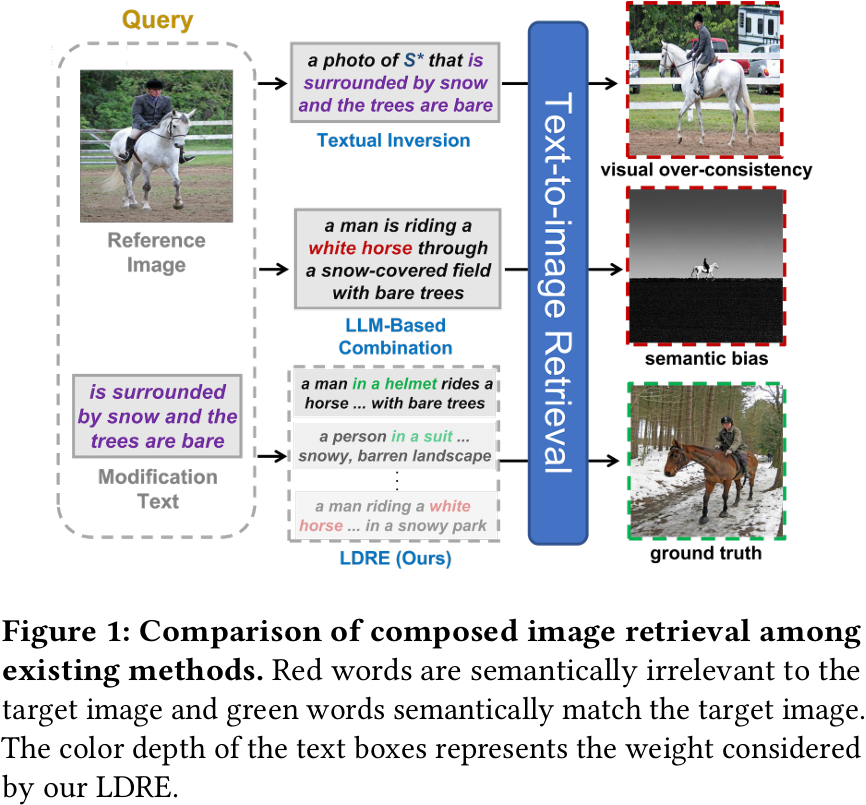 Query
Reference
Image
is surrounded
by snow and the
trees are bare
Modification
Text
a photo of S* that is
surrounded by snow
and the trees are bare
Textual Inversion
a man is riding a
white horse through
a snow-covered field
with bare trees
LLM-Based
Combination
a man in a helmet rides a
horse ... with bare trees
a person in a suit ...
snowy, barren landscape
⋮
a man riding a white
horse ... in a snowy park
LDRE (Ours)
Text-to-image Retrieval
visual over-consistency
semantic bias
ground truth
Figure 1: Comparison of composed image retrieval among
existing methods. Red words are semantically irrelevant to the
target image and green words semantically match the target image.
The color depth of the text boxes represents the weight considered
by our LDRE.